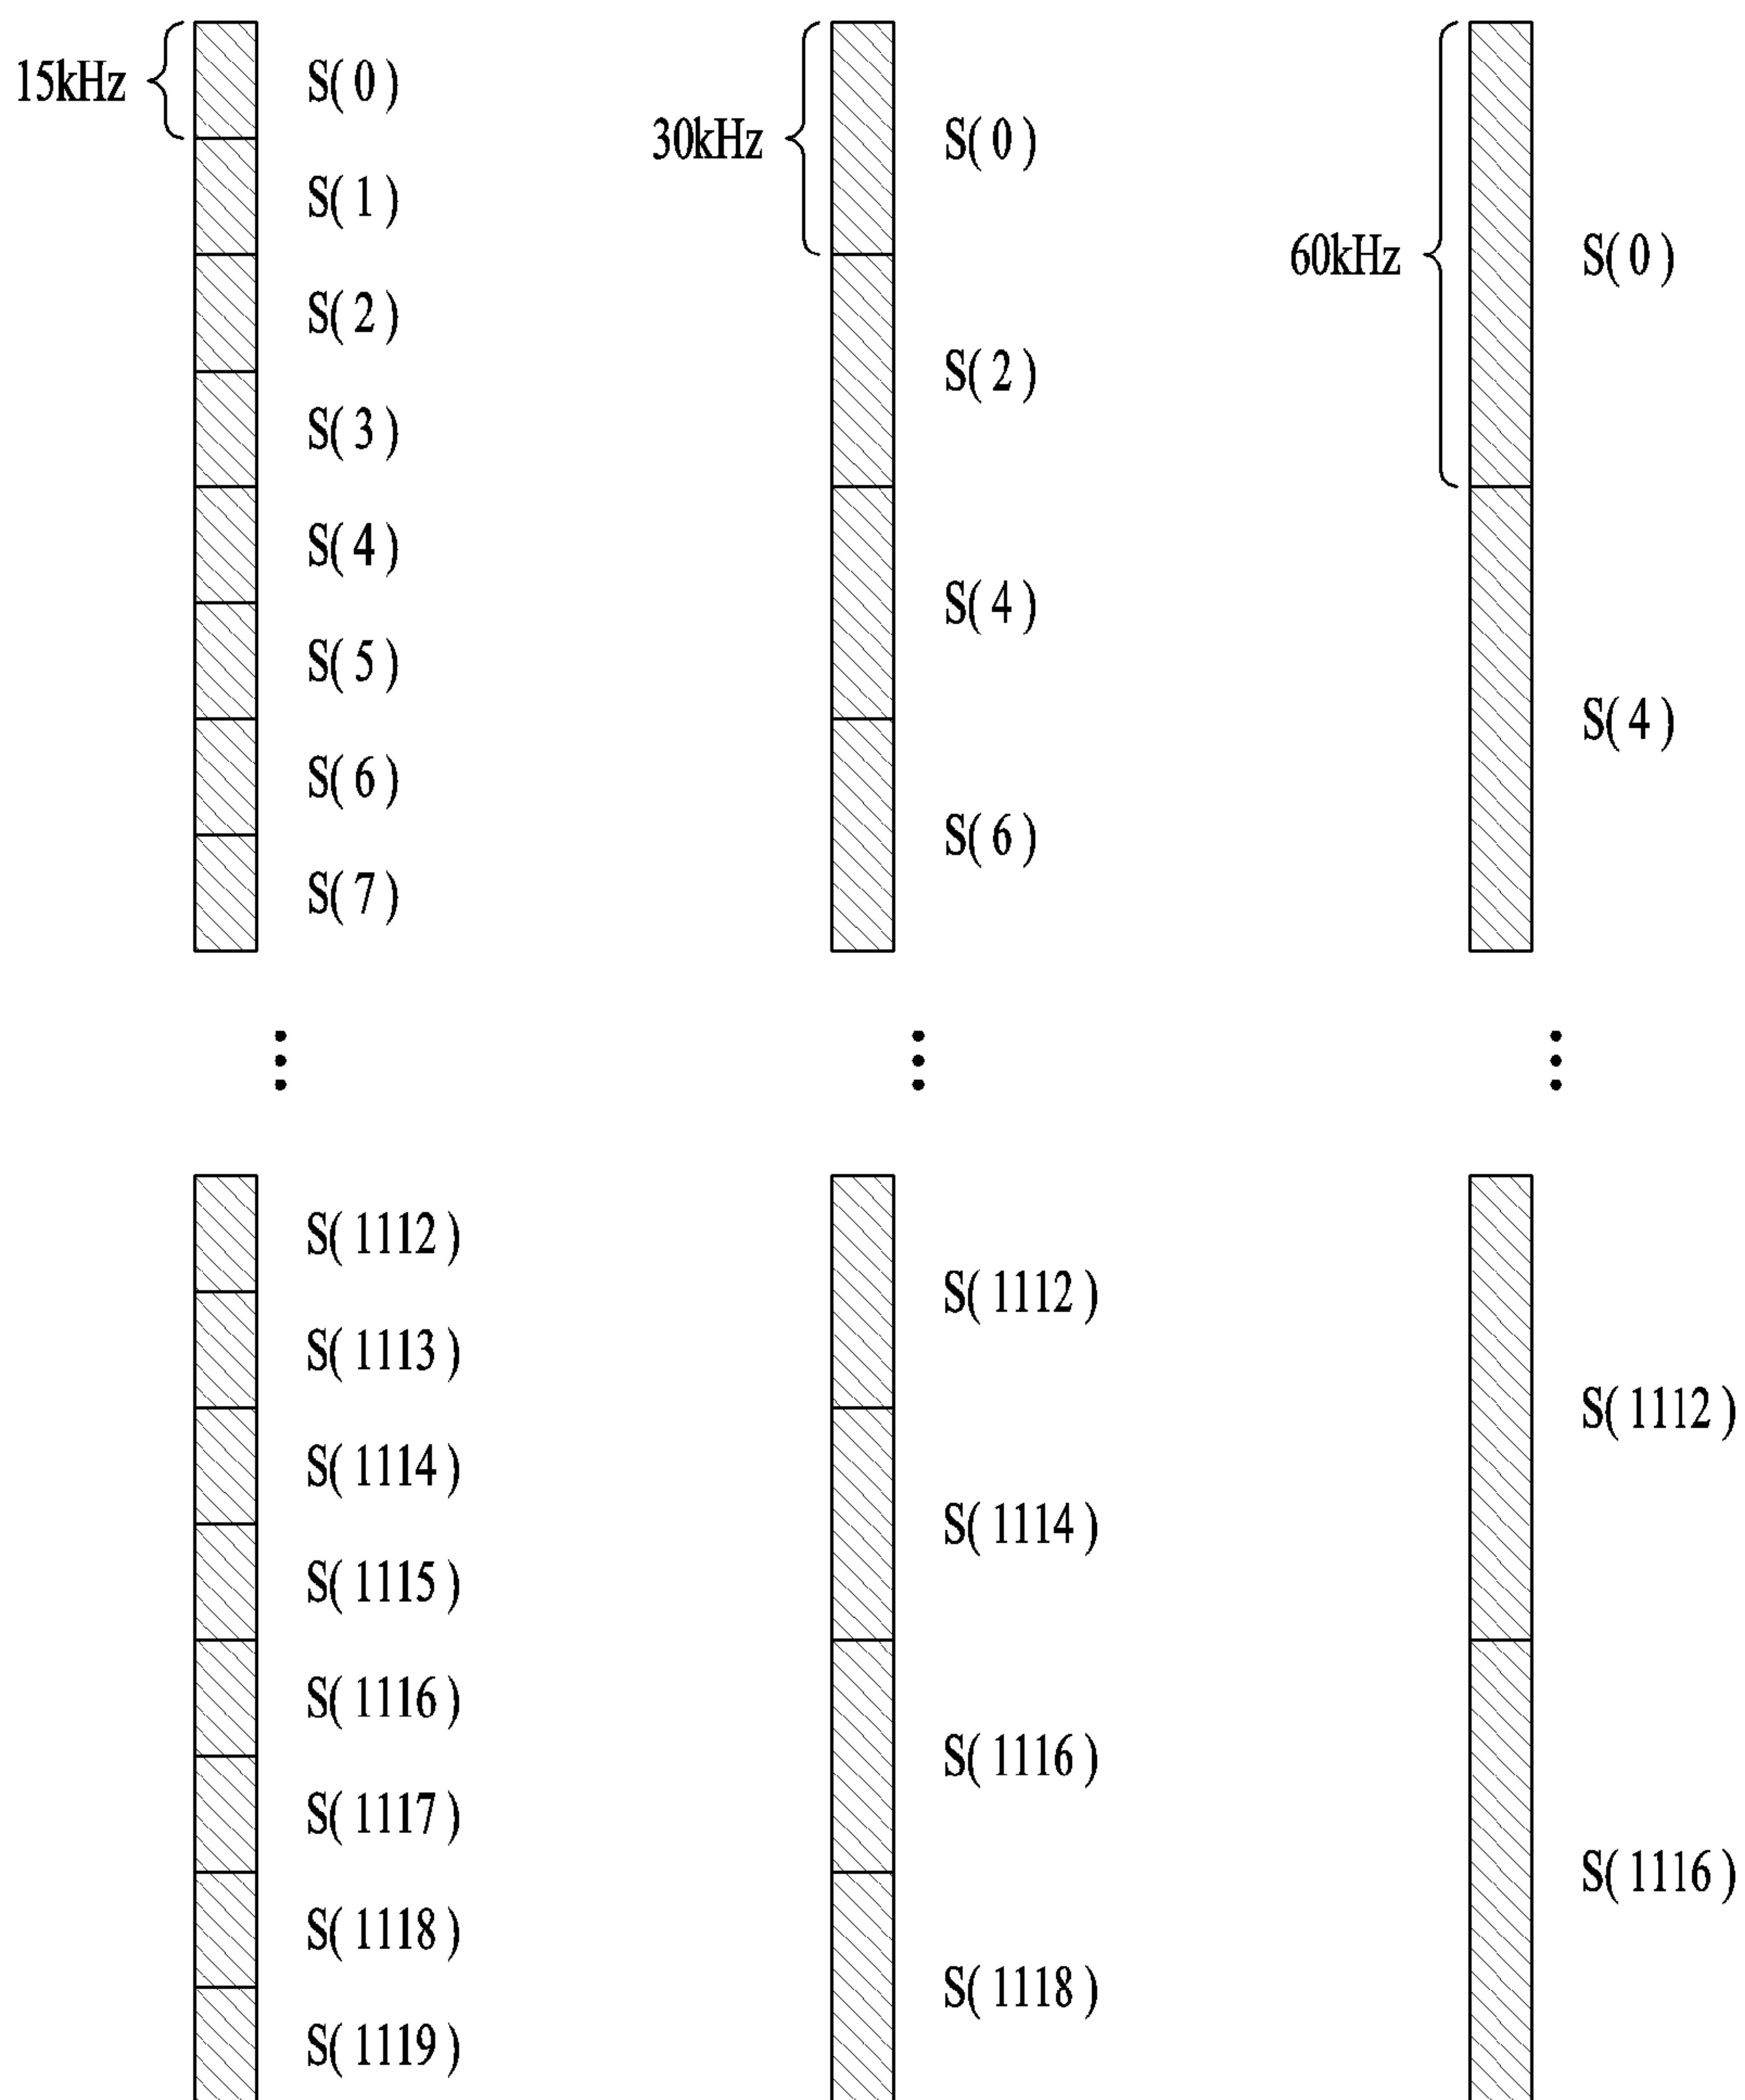 15kHz
S( 0 )
S( 1 )
S( 2 )
S( 3 )
S( 4 )
S( 5 )
S( 6 )
S( 7 )
S( 1112 )
S( 1113 )
S( 1114 )
S( 1115 )
S( 1116 )
S( 1117 )
S( 1118 )
S( 1119 )
30kHz
S( 0 )
S( 2 )
S( 4 )
S( 6 )
S( 1112 )
S( 1114 )
S( 1116 )
S( 1118 )
60kHz
S( 0 )
S( 4 )
S( 1112 )
S( 1116 )